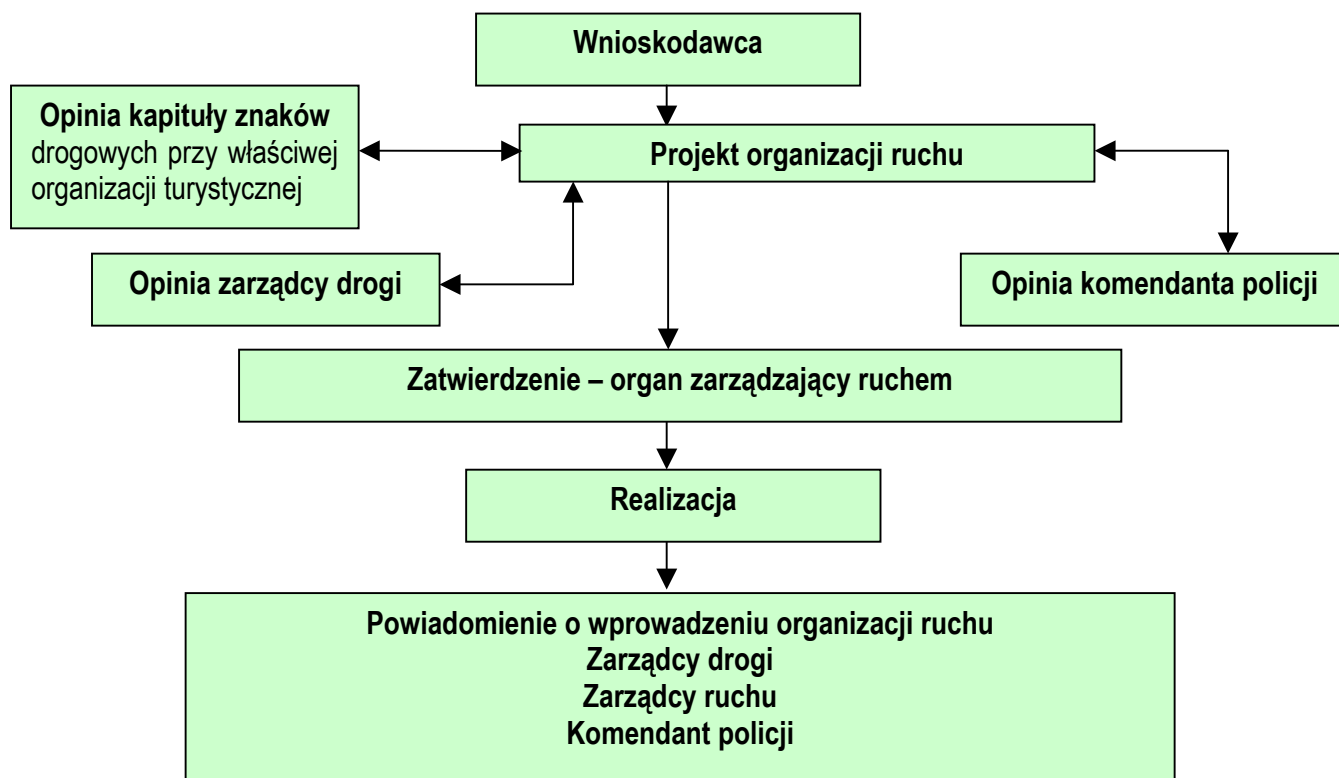 Wnioskodawca
Opinia kapituły znaków
drogowych przy właściwej
organizacji turystycznej
Projekt organizacji ruchu
Opinia zarządcy drogi
Opinia komendanta policji
Zatwierdzenie – organ zarządzający ruchem
Realizacja
Powiadomienie o wprowadzeniu organizacji ruchu
Zarządcy drogi
Zarządcy ruchu
Komendant policji